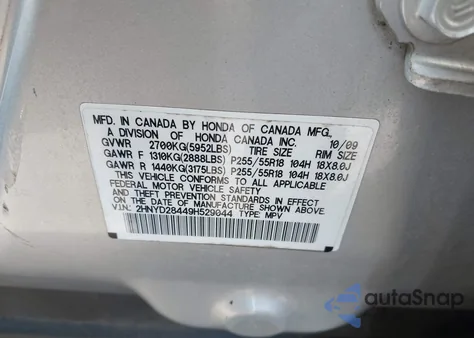 MFD. IN CANADA BY HONDA OF CANADA MFG.,
A DIVISION OF HONDA CANADA INC. 10/09
GVWR 2700KG(5952LBS) TIRE SIZE RIM SIZE
GAWR F 1310KG(2888LBS) P255/55R18 104H 18X8.0J
GAWR R 1440KG(3175LBS) P255/55R18 104H 18X8.0J
THIS VEHICLE CONFORMS TO ALL APPLICABLE
FEDERAL MOTOR VEHICLE SAFETY AND
THEFT PREVENTION STANDARDS IN EFFECT ON
THE DATE OF MANUFACTURE SHOWN ABOVE.
V.I.N: 2HNYD28449H529044 TYPE: MPV
autaSnap